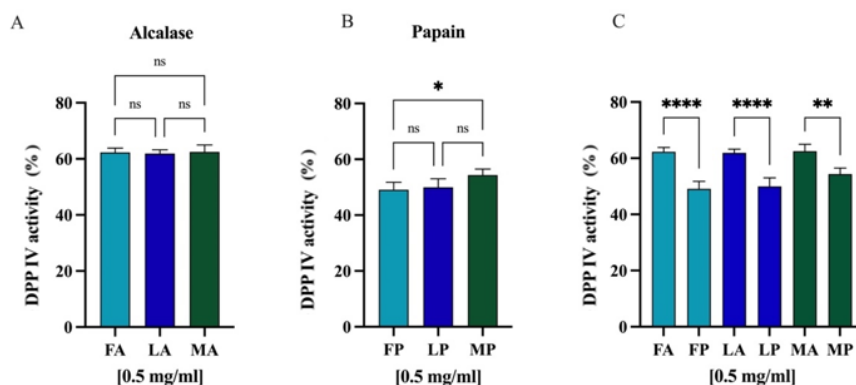 A
Alcalase
ns
ns
ns
80
60
40
20
0
DPP IV activity (%)
FA LA MA
[0.5 mg/ml]
B
Papain
*
ns
ns
80
60
40
20
0
DPP IV activity (%)
FP LP MP
[0.5 mg/ml]
C
**** **** **
80
60
40
20
0
DPP IV activity (%)
FA FP LA LP MA MP
[0.5 mg/ml]